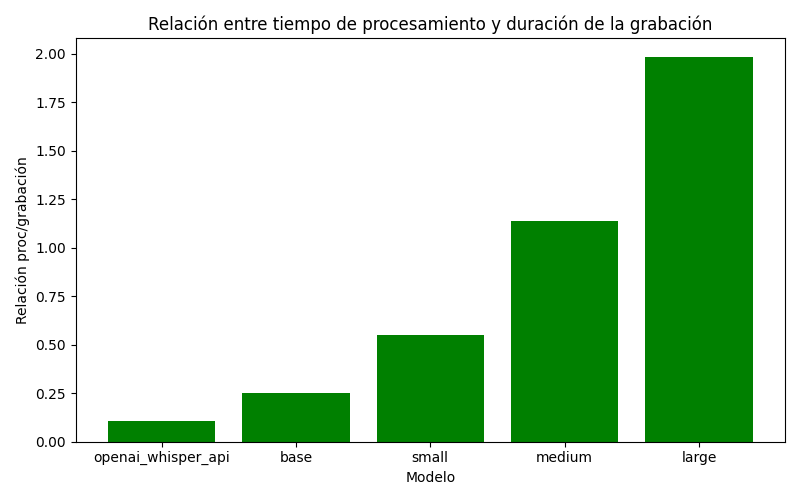 Relación entre tiempo de procesamiento y duración de la grabación
Relación proc/grabación
2.00
1.75
1.50
1.25
1.00
0.75
0.50
0.25
0.00
openai_whisper_api base small medium large
Modelo